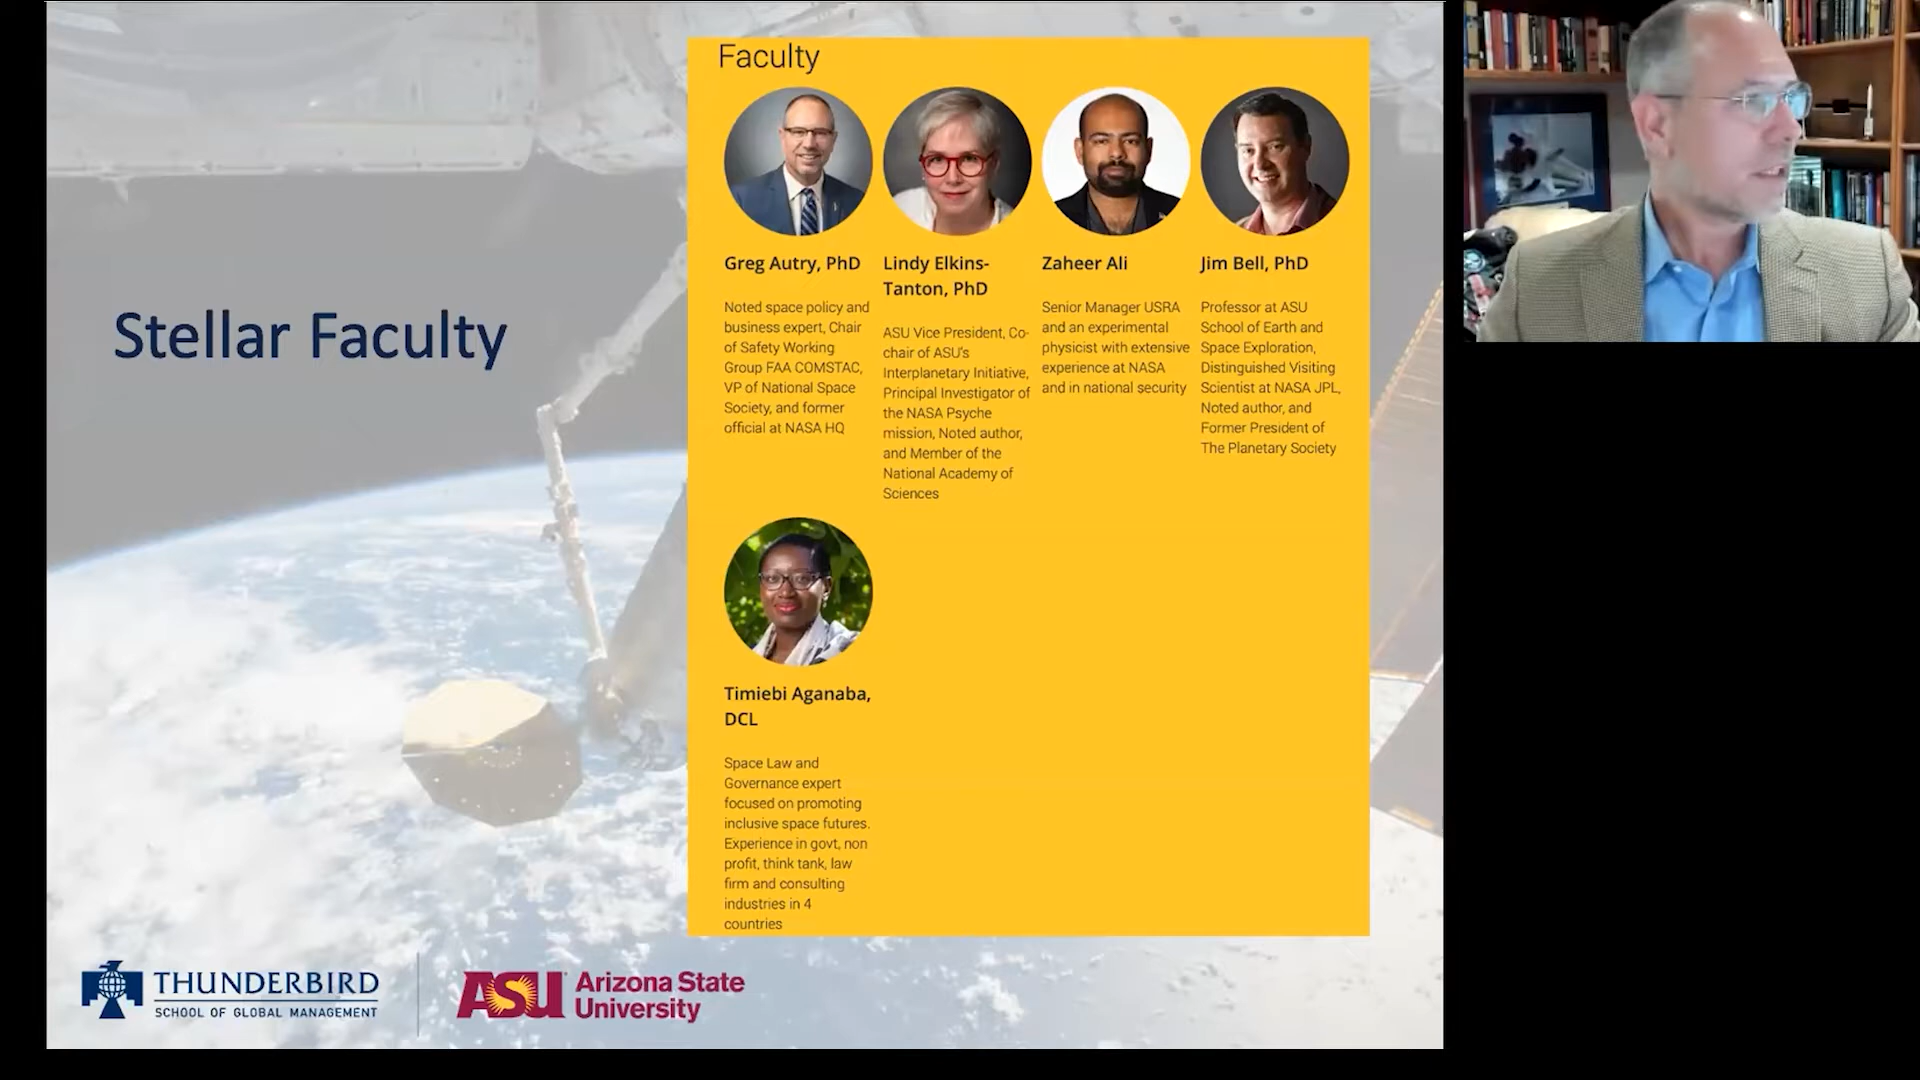 Stellar Faculty
Faculty
Greg Autry, PhD
Noted space policy and
business expert, Chair
of Safety Working
Group FAA COMSTAC,
VP of National Space
Society, and former
official at NASA HQ
Lindy Elkins-
Tanton, PhD
ASU Vice President, Co-
chair of ASU's
Interplanetary Initiative,
Principal Investigator of
the NASA Psyche
mission, Noted author,
and Member of the
National Academy of
Sciences
Zaheer Ali
Senior Manager USRA
and an experimental
physicist with extensive
experience at NASA
and in national security
Jim Bell, PhD
Professor at ASU
School of Earth and
Space Exploration,
Distinguished Visiting
Scientist at NASA JPL,
Noted author, and
Former President of
The Planetary Society
Timiebi Aganaba,
DCL
Space Law and
Governance expert
focused on promoting
inclusive space futures.
Experience in govt, non
profit, think tank, law
firm and consulting
industries in 4
countries
THUNDERBIRD
SCHOOL OF GLOBAL MANAGEMENT
ASU
Arizona State
University